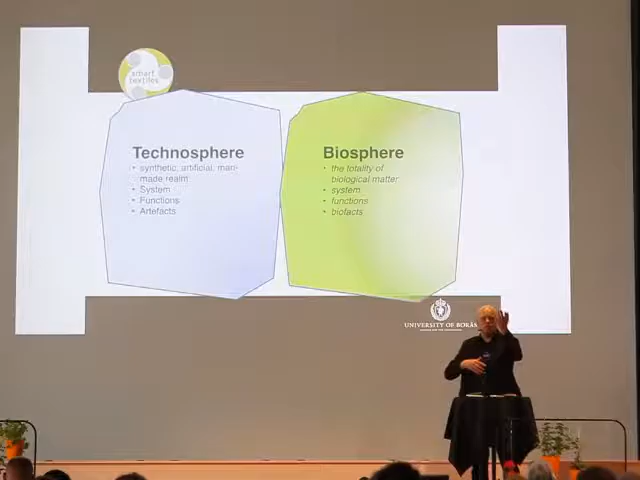 smart
textiles
Technosphere
• synthetic, artificial, man-
made realm
• System
• Functions
• Artefacts
Biosphere
• the totality of
biological matter
• system
• functions
• biofacts
UNIVERSITY OF BORÅS